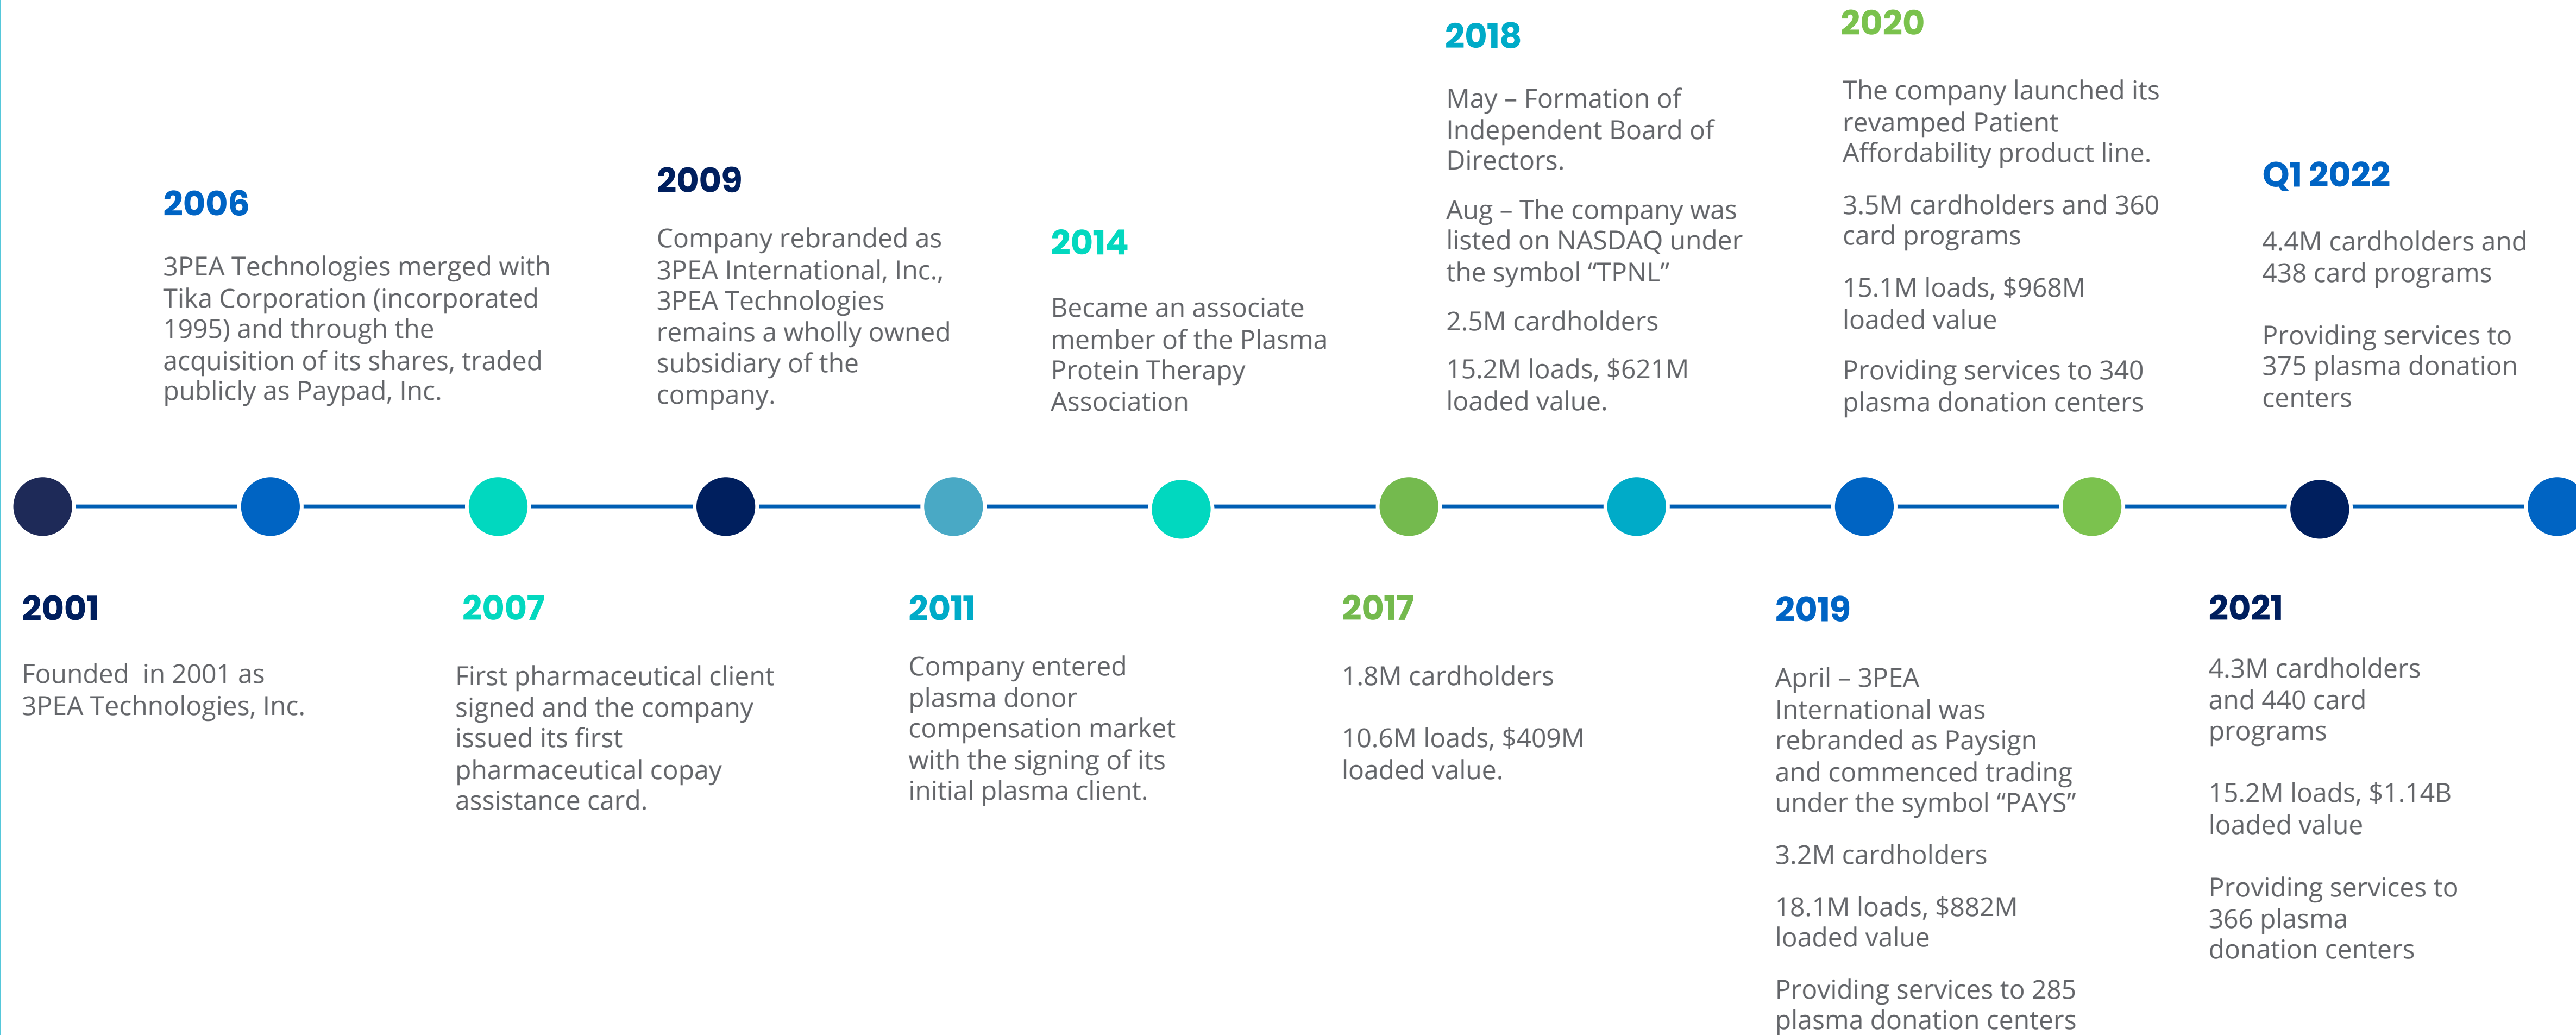 2018
May – Formation of
Independent Board of
Directors.
Aug – The company was
listed on NASDAQ under
the symbol “TPNL”
2.5M cardholders
15.2M loads, $621M
loaded value.
2020
The company launched its
revamped Patient
Affordability product line.
3.5M cardholders and 360
card programs
15.1M loads, $968M
loaded value
Providing services to 340
plasma donation centers
2006
3PEA Technologies merged with
Tika Corporation (incorporated
1995) and through the
acquisition of its shares, traded
publicly as Paypad, Inc.
2009
Company rebranded as
3PEA International, Inc.,
3PEA Technologies
remains a wholly owned
subsidiary of the
company.
2014
Became an associate
member of the Plasma
Protein Therapy
Association
Q1 2022
4.4M cardholders and
438 card programs
Providing services to
375 plasma donation
centers
2001
Founded  in 2001 as
3PEA Technologies, Inc.
2007
First pharmaceutical client
signed and the company
issued its first
pharmaceutical copay
assistance card.
2011
Company entered
plasma donor
compensation market
with the signing of its
initial plasma client.
2017
1.8M cardholders
10.6M loads, $409M
loaded value.
2019
April – 3PEA
International was
rebranded as Paysign
and commenced trading
under the symbol “PAYS”
3.2M cardholders
18.1M loads, $882M
loaded value
Providing services to 285
plasma donation centers
2021
4.3M cardholders
and 440 card
programs
15.2M loads, $1.14B
loaded value
Providing services to
366 plasma
donation centers